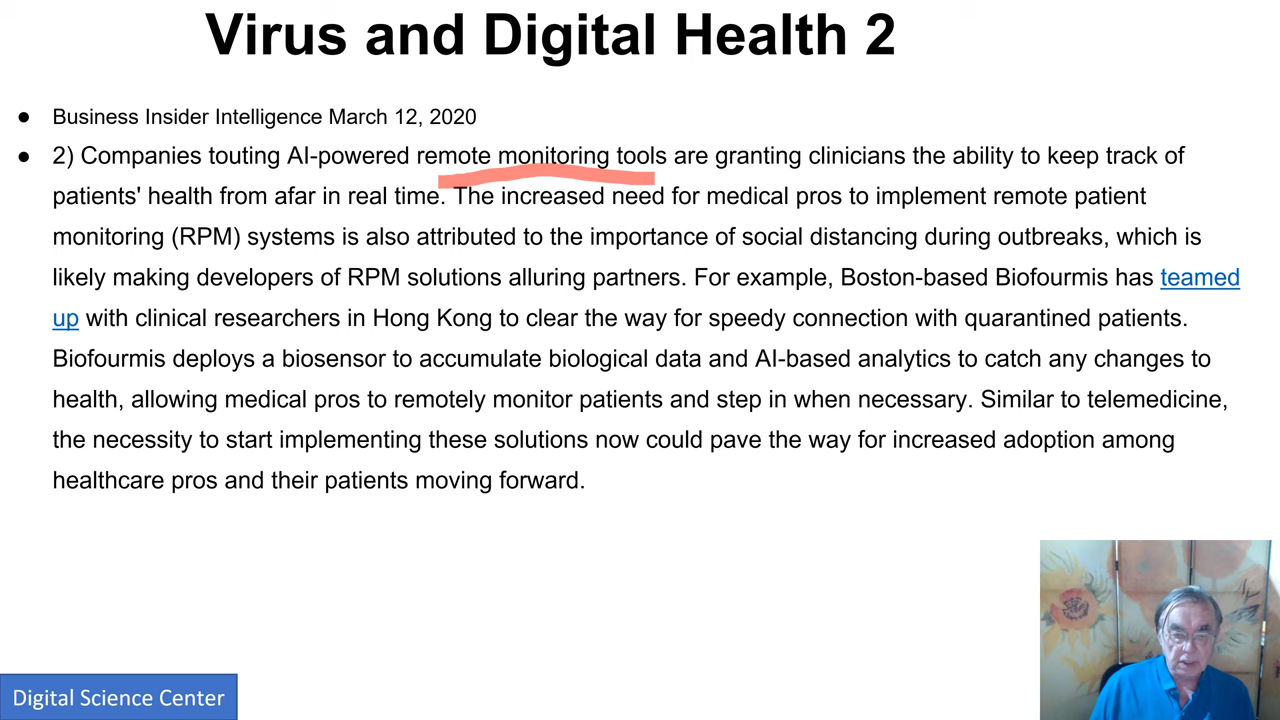 Virus and Digital Health 2
● Business Insider Intelligence March 12, 2020
● 2) Companies touting AI-powered remote monitoring tools are granting clinicians the ability to keep track of
patients' health from afar in real time. The increased need for medical pros to implement remote patient
monitoring (RPM) systems is also attributed to the importance of social distancing during outbreaks, which is
likely making developers of RPM solutions alluring partners. For example, Boston-based Biofourmis has teamed
up with clinical researchers in Hong Kong to clear the way for speedy connection with quarantined patients.
Biofourmis deploys a biosensor to accumulate biological data and AI-based analytics to catch any changes to
health, allowing medical pros to remotely monitor patients and step in when necessary. Similar to telemedicine,
the necessity to start implementing these solutions now could pave the way for increased adoption among
healthcare pros and their patients moving forward.
Digital Science Center